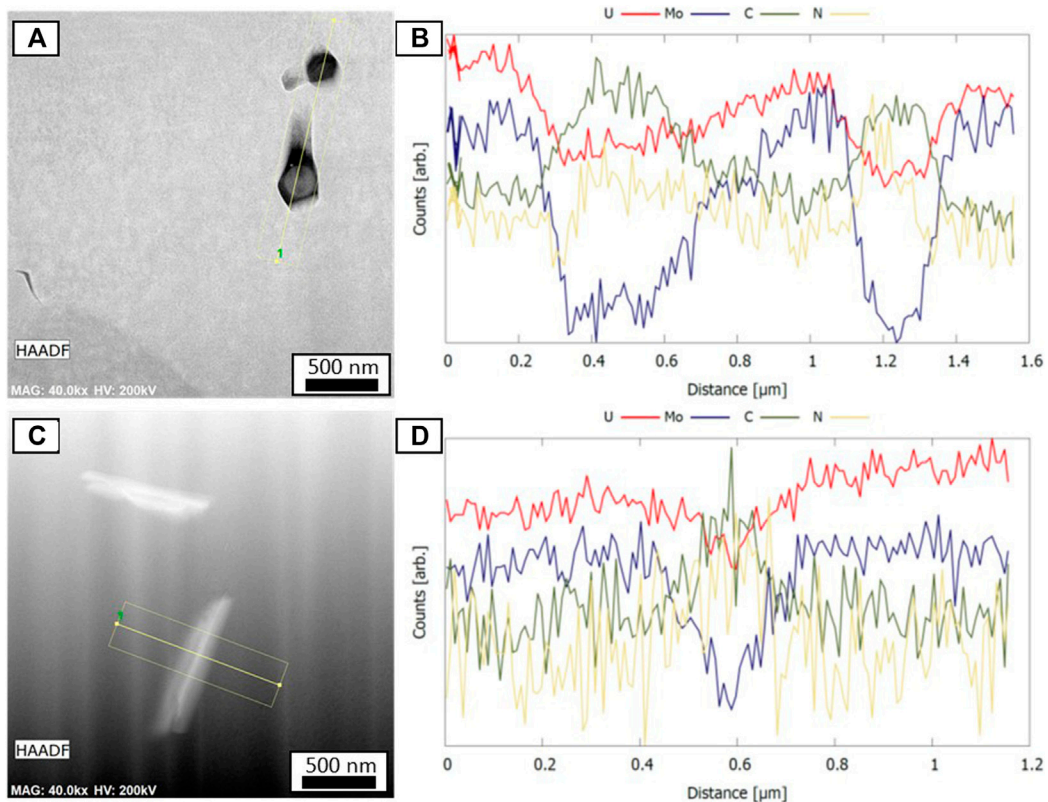 A
1
HAADF
MAG: 40.0kx HV: 200kV
500 nm
B
U Mo C N
Counts [arb.]
0 0.2 0.4 0.6 0.8 1 1.2 1.4 1.6
Distance [µm]
C
1
HAADF
MAG: 40.0kx HV: 200kV
500 nm
D
U Mo C N
Counts [arb.]
0 0.2 0.4 0.6 0.8 1 1.2
Distance [µm]